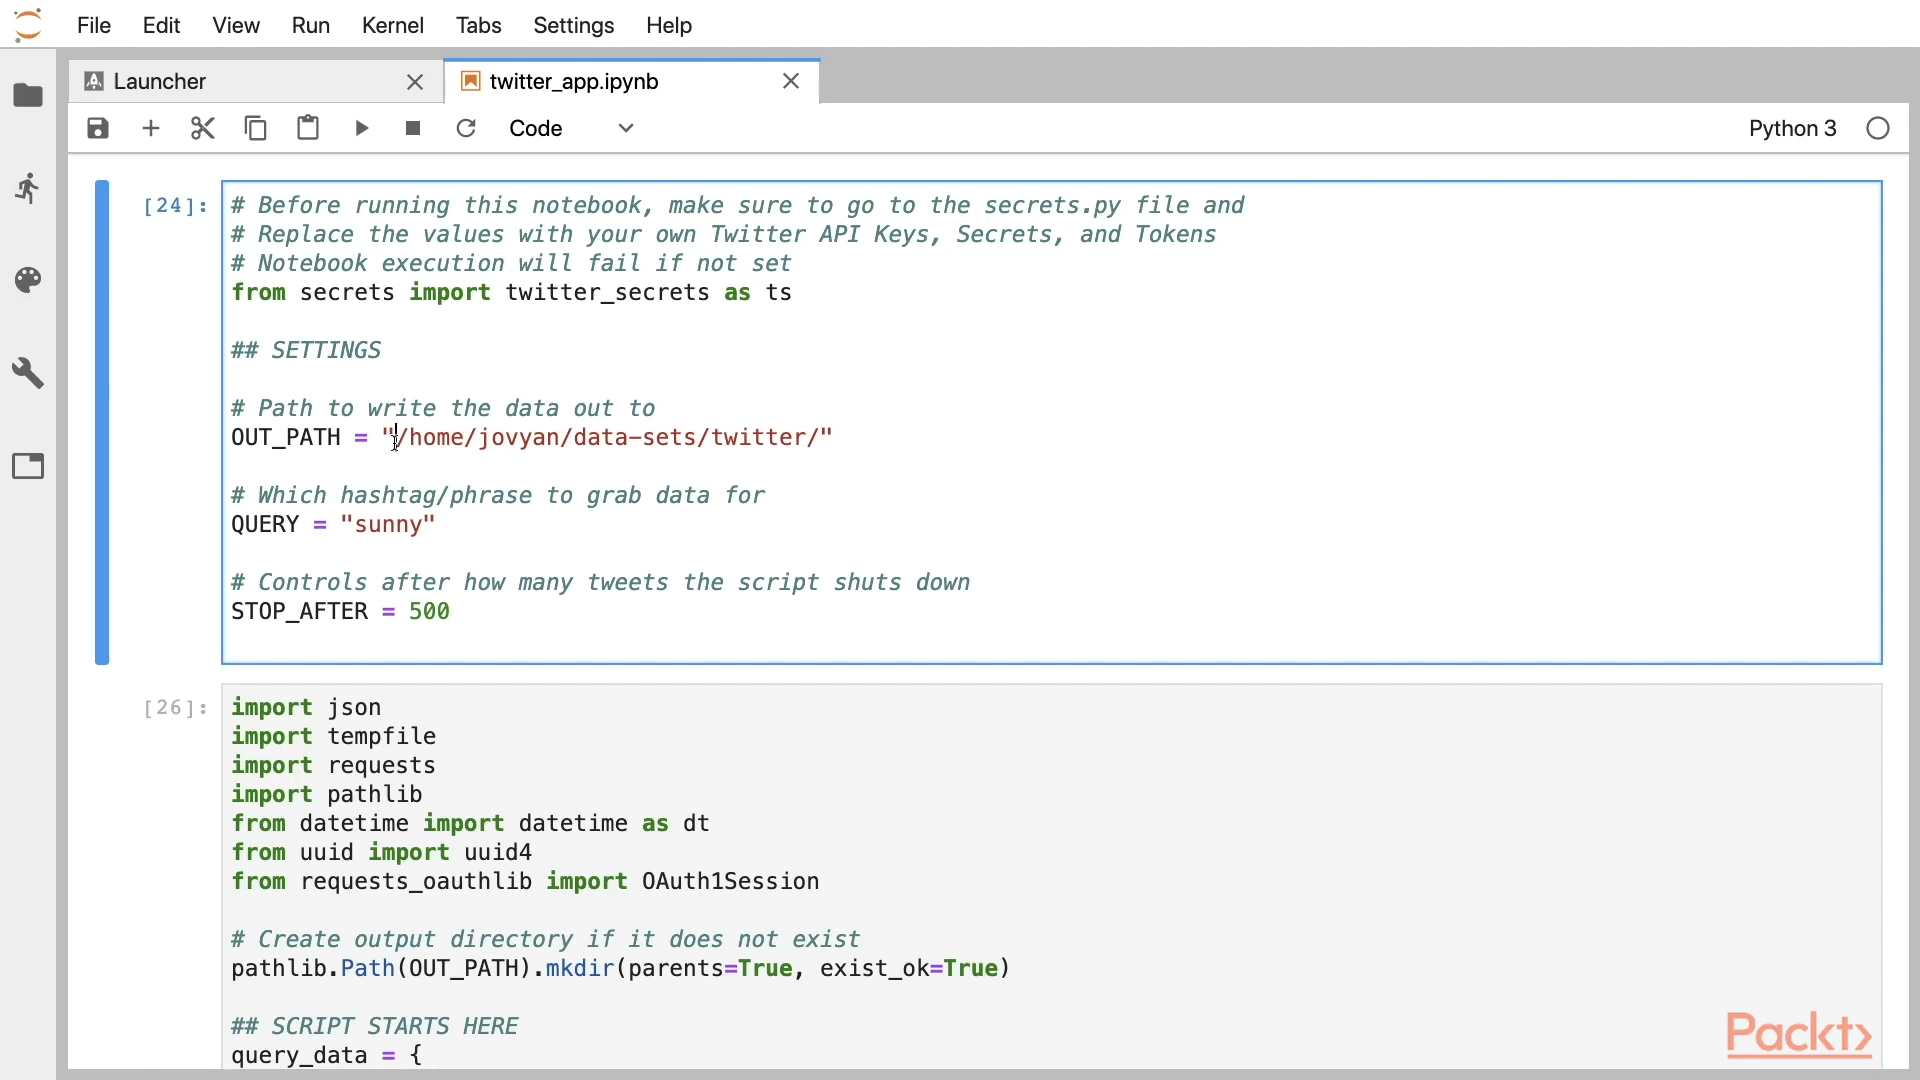 File Edit View Run Kernel Tabs Settings Help
Launcher twitter_app.ipynb
Code Python 3
[24]: # Before running this notebook, make sure to go to the secrets.py file and
# Replace the values with your own Twitter API Keys, Secrets, and Tokens
# Notebook execution will fail if not set
from secrets import twitter_secrets as ts
## SETTINGS
# Path to write the data out to
OUT_PATH = "/home/jovyan/data-sets/twitter/"
# Which hashtag/phrase to grab data for
QUERY = "sunny"
# Controls after how many tweets the script shuts down
STOP_AFTER = 500
[26]: import json
import tempfile
import requests
import pathlib
from datetime import datetime as dt
from uuid import uuid4
from requests_oauthlib import OAuth1Session
# Create output directory if it does not exist
pathlib.Path(OUT_PATH).mkdir(parents=True, exist_ok=True)
## SCRIPT STARTS HERE
query_data = {
Packt>